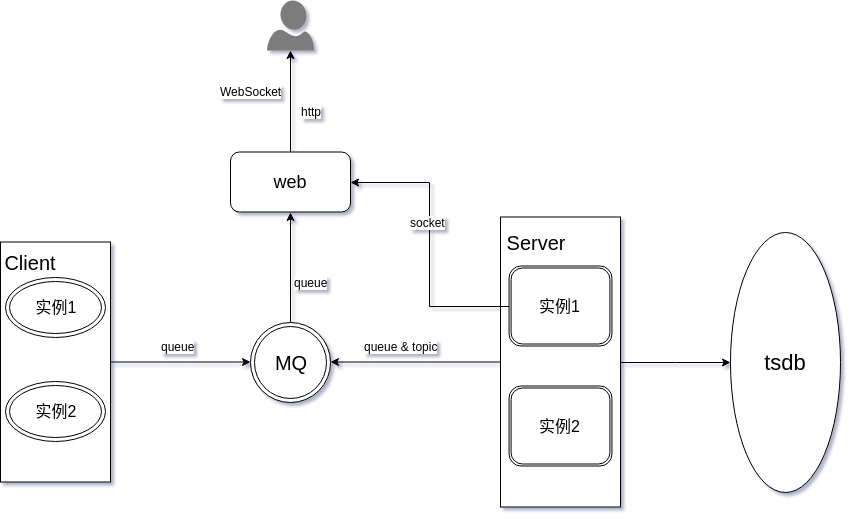 WebSocket
http
web
socket
Server
Client
实例1
queue
实例1
queue
queue & topic
MQ
tsdb
实例2
实例2